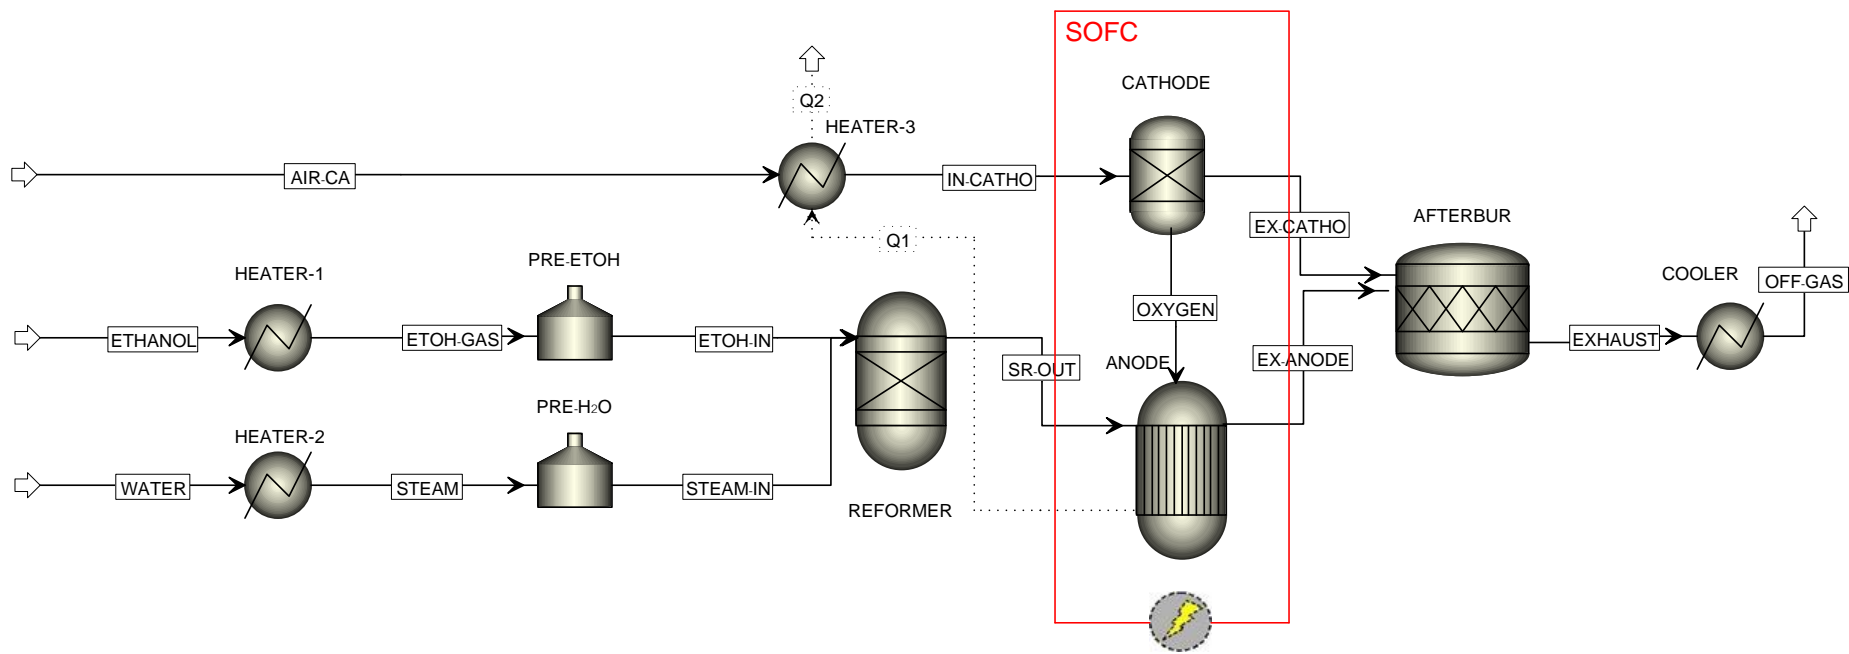 SOFC
CATHODE
Q2
HEATER-3
AIR-CA
IN-CATHO
EX-CATHO
AFTERBUR
Q1
PRE-ETOH
HEATER-1
COOLER
OFF-GAS
OXYGEN
ETHANOL
ETOH-GAS
ETOH-IN
EXHAUST
SR-OUT
ANODE
EX-ANODE
PRE-H2O
HEATER-2
WATER
STEAM
STEAM-IN
REFORMER